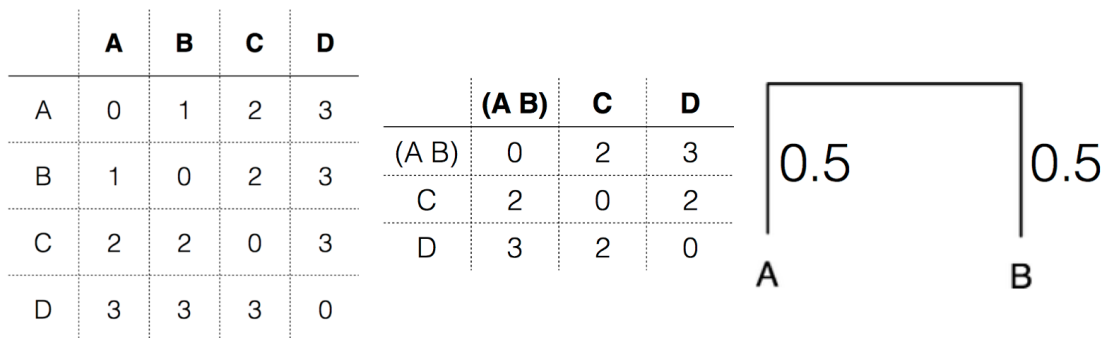 A B C D
A 0 1 2 3
B 1 0 2 3
C 2 2 0 3
D 3 3 3 0
(A B) C D
(A B) 0 2 3
C 2 0 2
D 3 2 0
0.5 0.5
A B